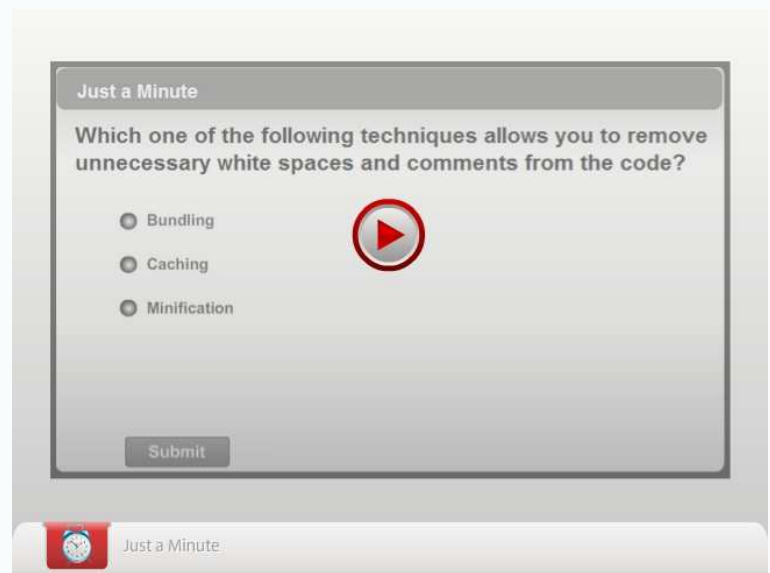 Just a Minute
Which one of the following techniques allows you to remove
unnecessary white spaces and comments from the code?
Bundling
Caching
Minification
Submit
Just a Minute